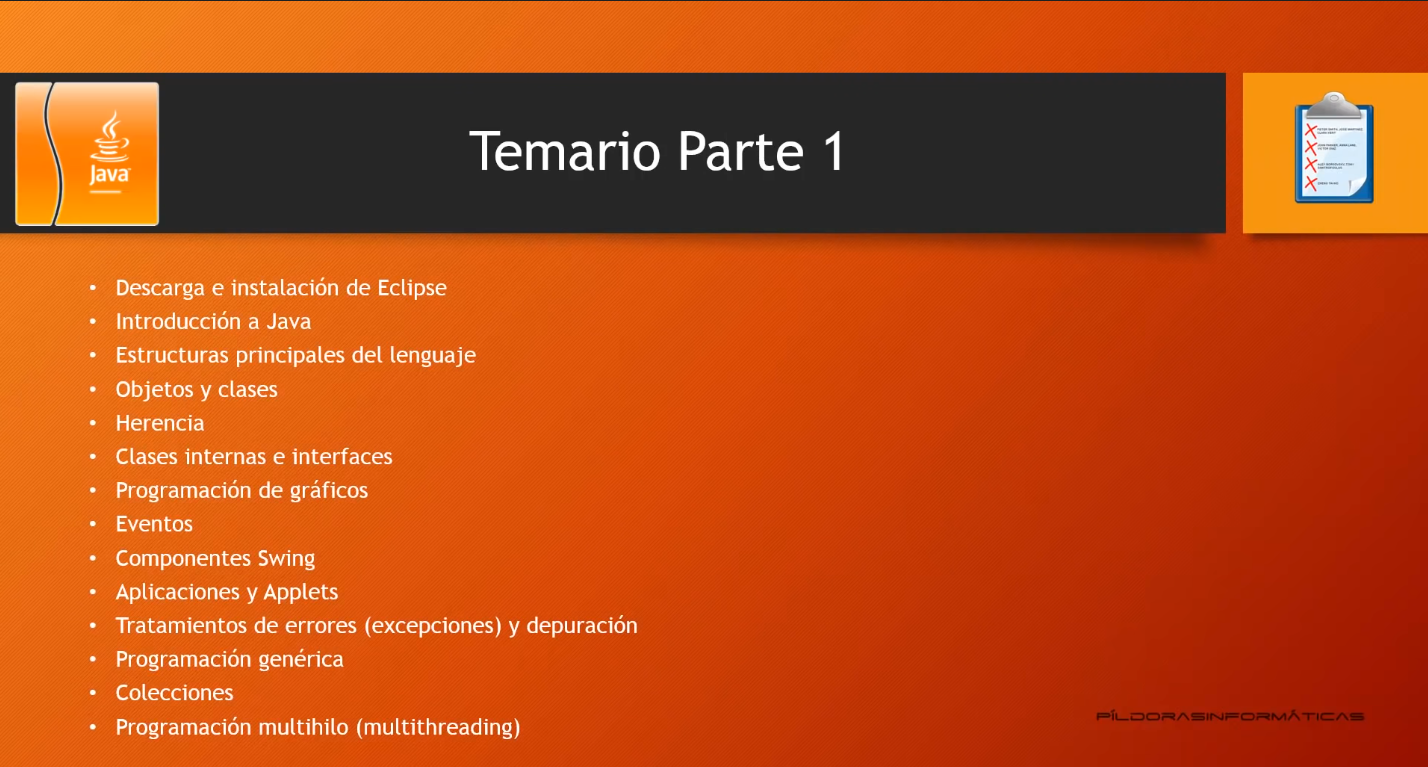 Java
Temario Parte 1
• Descarga e instalación de Eclipse
• Introducción a Java
• Estructuras principales del lenguaje
• Objetos y clases
• Herencia
• Clases internas e interfaces
• Programación de gráficos
• Eventos
• Componentes Swing
• Aplicaciones y Applets
• Tratamientos de errores (excepciones) y depuración
• Programación genérica
• Colecciones
• Programación multihilo (multithreading)
PÍLDORASINFORMÁTICAS